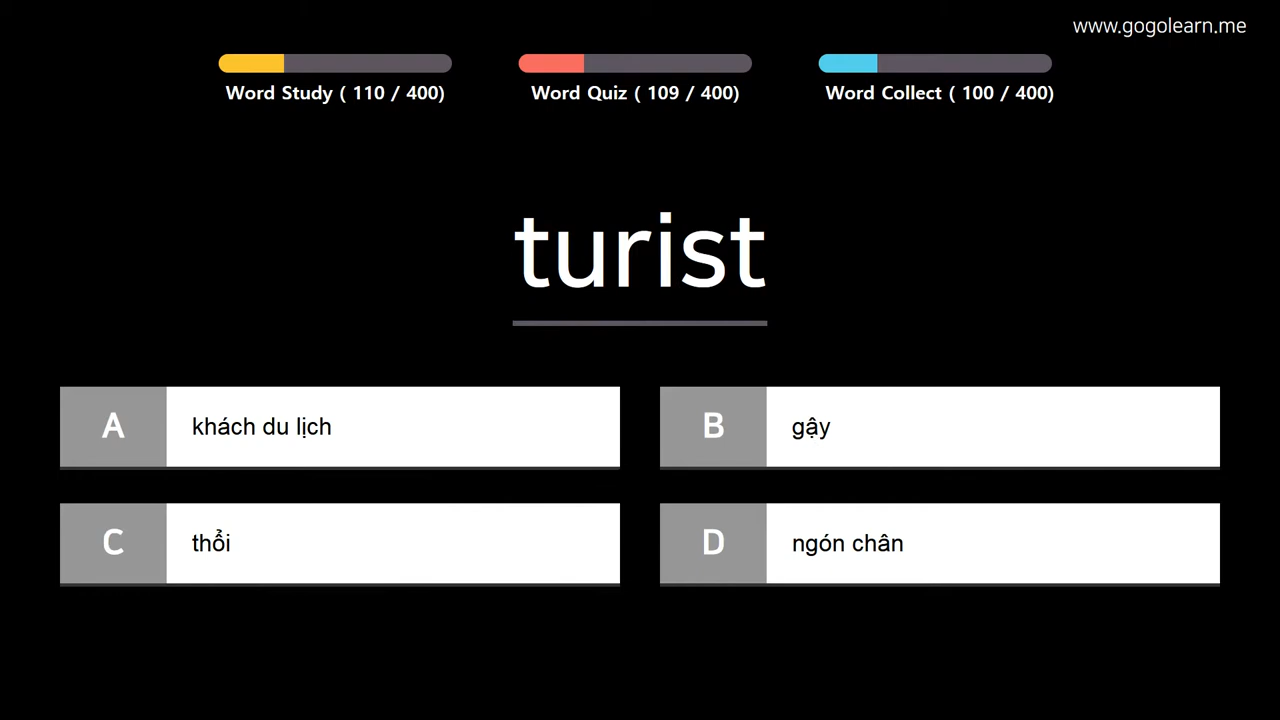 www.gogolearn.me
Word Study ( 110 / 400)
Word Quiz ( 109 / 400)
Word Collect ( 100 / 400)
turist
A khách du lịch
B gậy
C thổi
D ngón chân